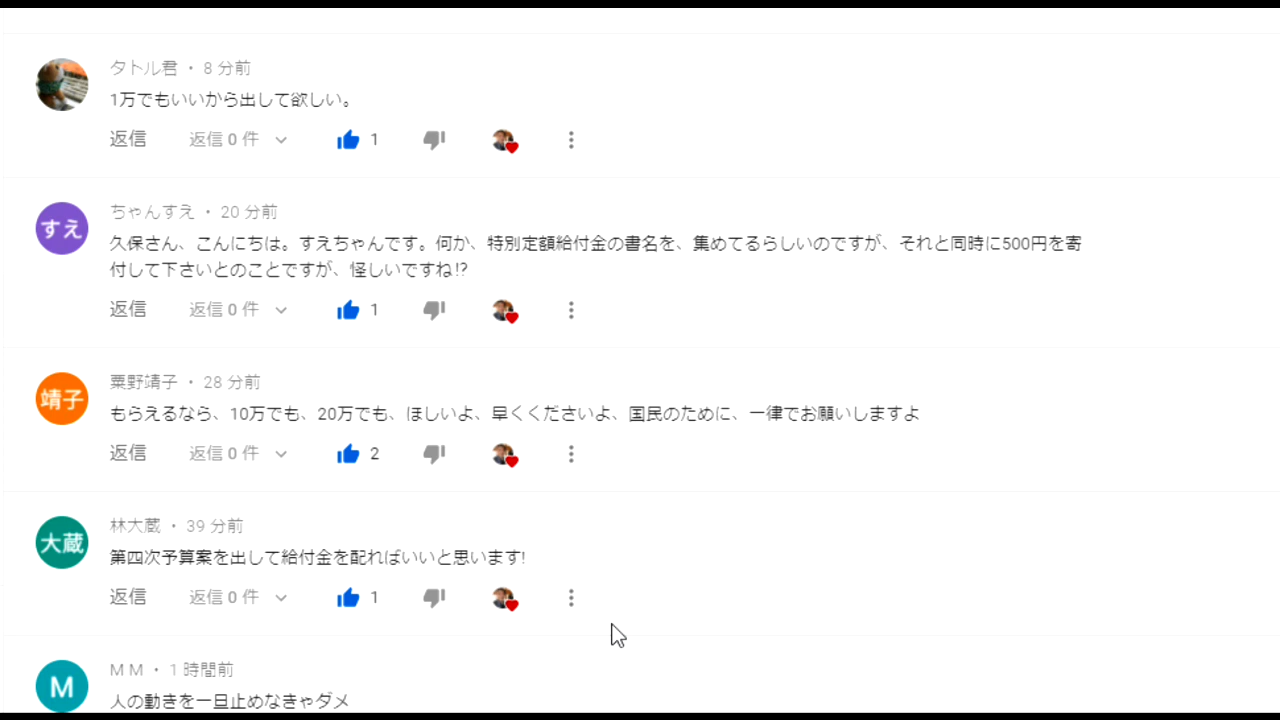 タトル君 ・ 8 分前
1万でもいいから出して欲しい。
返信 返信 0 件 1
すえ
ちゃんすえ ・ 20 分前
久保さん、こんにちは。すえちゃんです。何か、特別定額給付金の書名を、集めてるらしいのですが、それと同時に500円を寄
付して下さいとのことですが、怪しいですね!?
返信 返信 0 件 1
靖子
粟野靖子 ・ 28 分前
もらえるなら、10万でも、20万でも、ほしいよ、早くくださいよ、国民のために、一律でお願いしますよ
返信 返信 0 件 2
大蔵
林大蔵 ・ 39 分前
第四次予算案を出して給付金を配ればいいと思います!
返信 返信 0 件 1
M
M M ・ 1 時間前
人の動きを一旦止めなきゃダメ